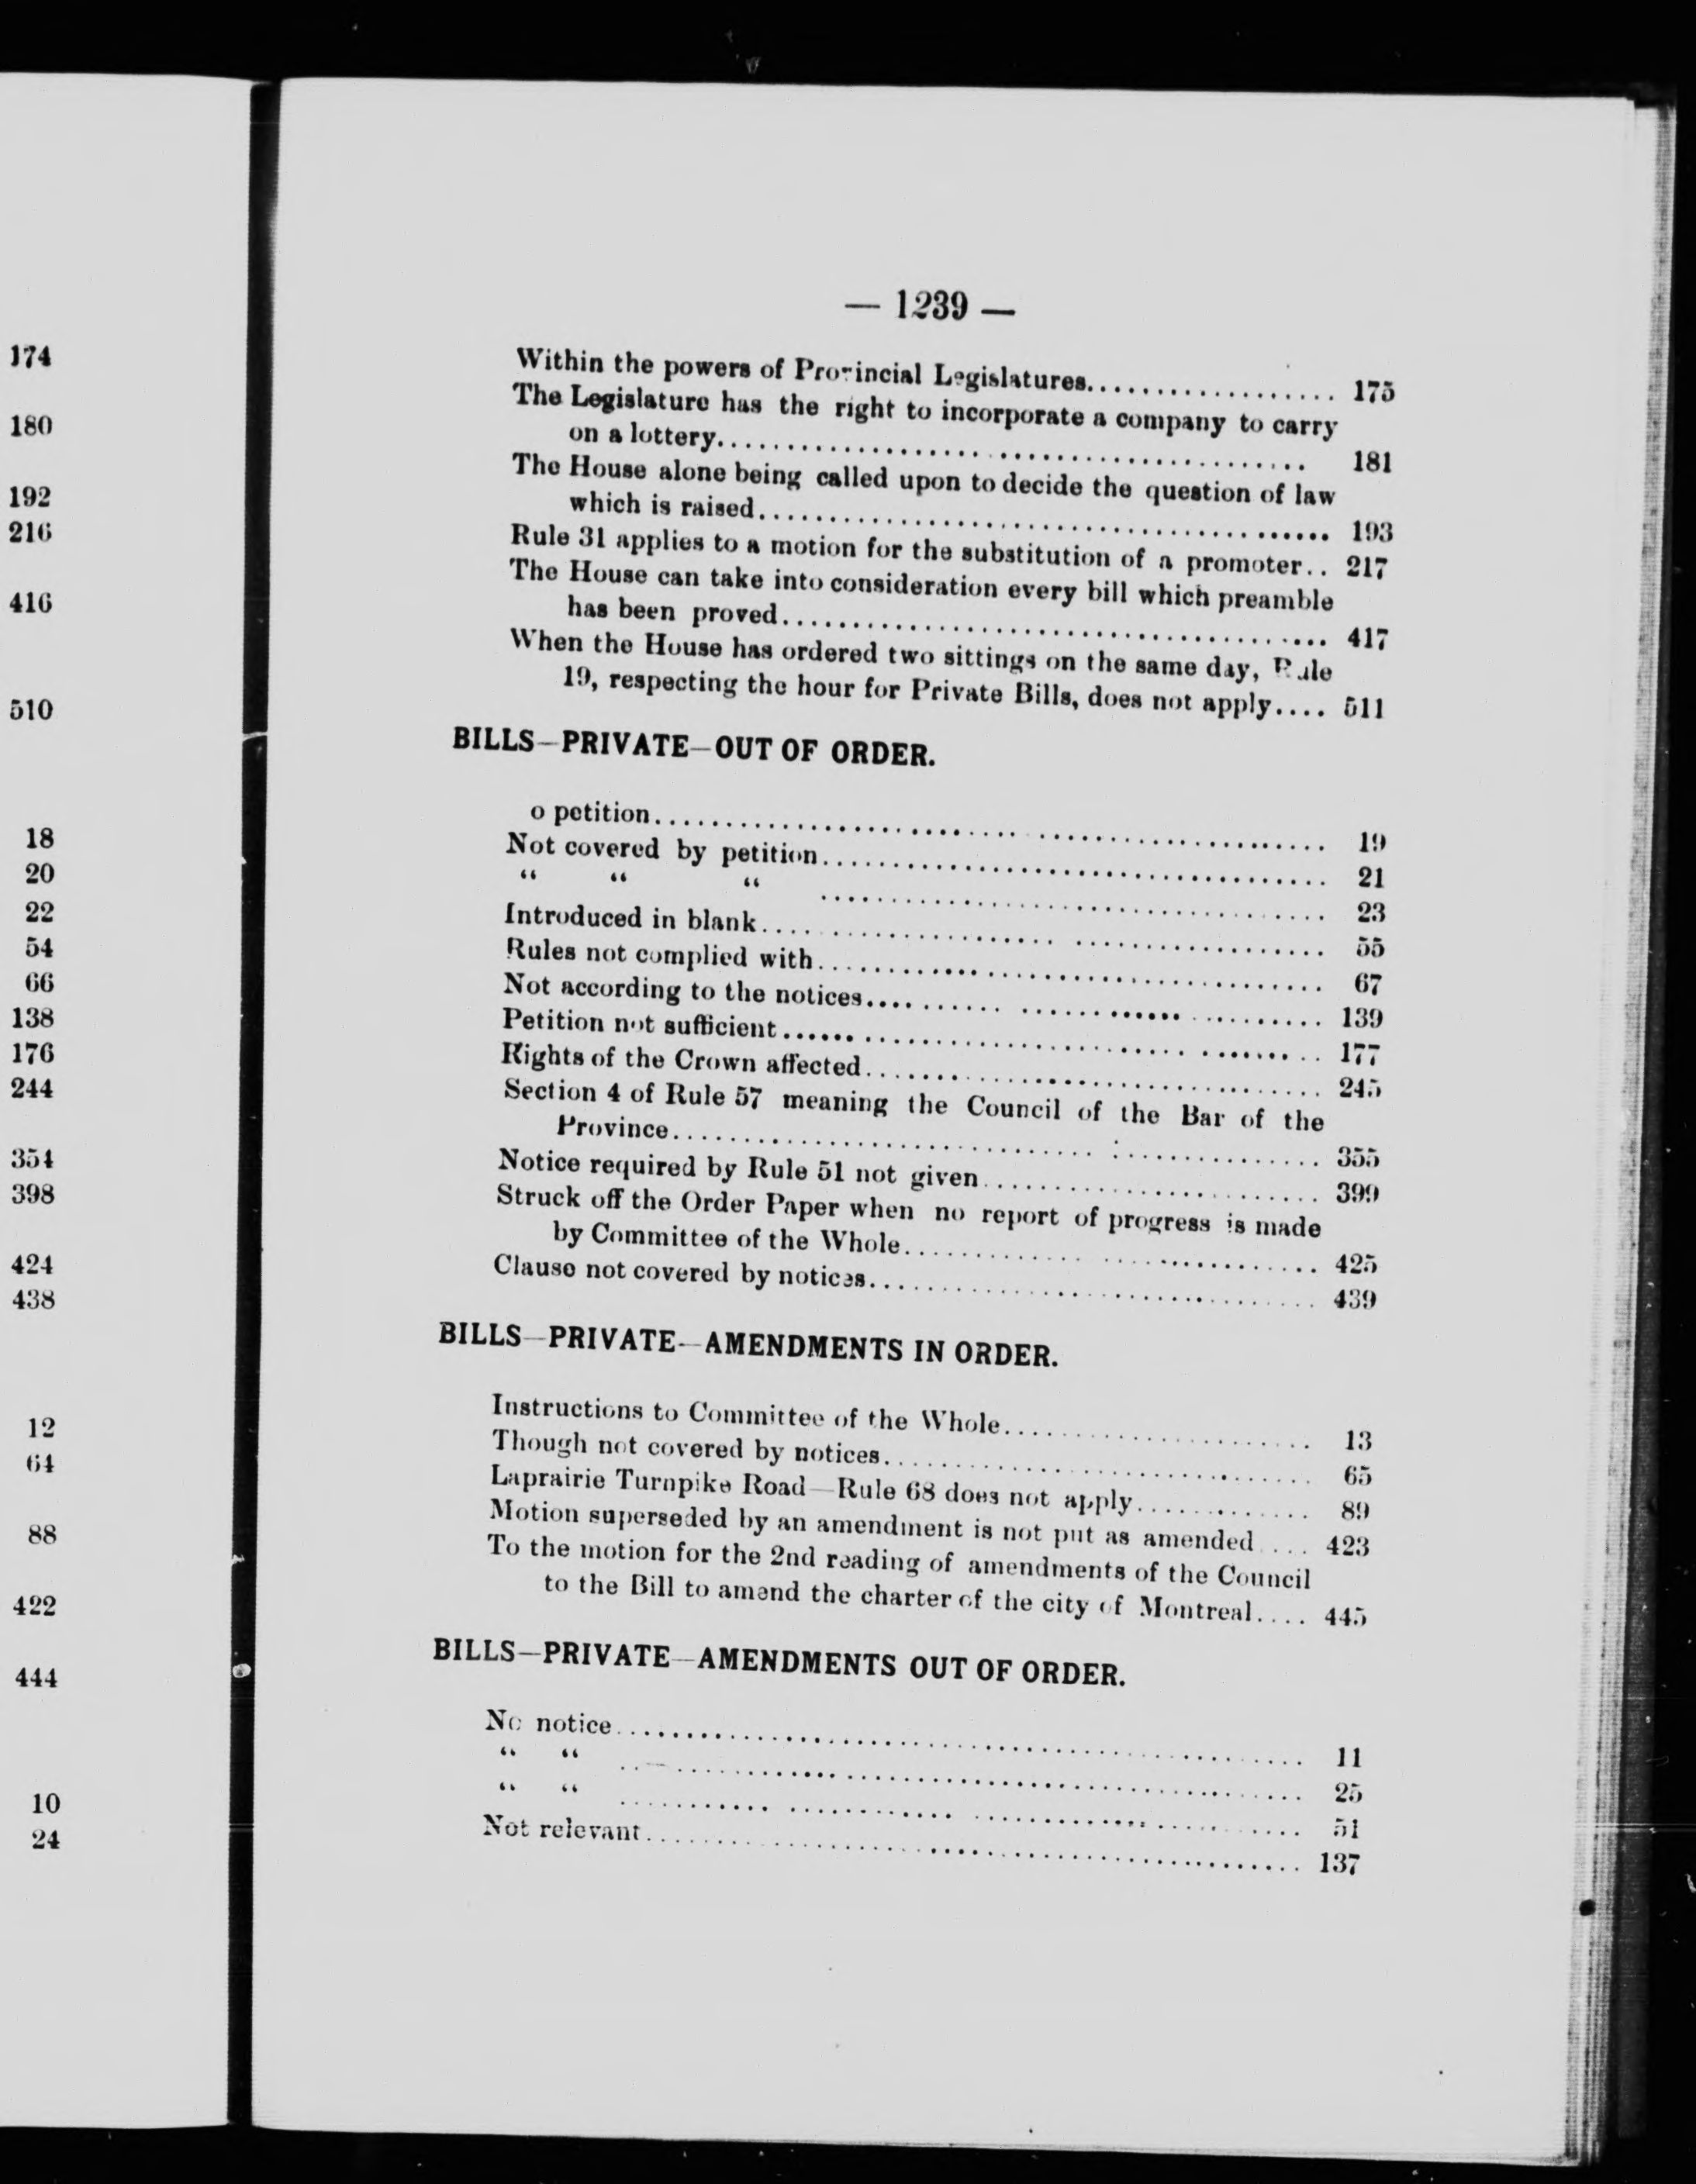 174
180
192
216
416
510
18
20
22
54
66
138
176
244
354
398
424
438
12
64
88
422
444
10
24
— 1239 —
Within the powers of Provincial Legislatures.................. 175
The Legislature has the right to incorporate a company to carry
on a lottery.......................................... 181
The House alone being called upon to decide the question of law
which is raised........................................ 193
Rule 31 applies to a motion for the substitution of a promoter.. 217
The House can take into consideration every bill which preamble
has been proved....................................... 417
When the House has ordered two sittings on the same day, Rule
19, respecting the hour for Private Bills, does not apply.... 511
BILLS—PRIVATE—OUT OF ORDER.
o petition................................................ 19
Not covered by petition.................................... 21
“ “ “ .................................... 23
Introduced in blank........................................ 55
Rules not complied with.................................... 67
Not according to the notices................................ 139
Petition not sufficient...................................... 177
Rights of the Crown affected................................ 245
Section 4 of Rule 57 meaning the Council of the Bar of the
Province.............................................. 355
Notice required by Rule 51 not given........................ 399
Struck off the Order Paper when no report of progress is made
by Committee of the Whole............................. 425
Clause not covered by notices............................... 439
BILLS—PRIVATE—AMENDMENTS IN ORDER.
Instructions to Committee of the Whole...................... 13
Though not covered by notices.............................. 65
Laprairie Turnpike Road—Rule 68 does not apply............. 89
Motion superseded by an amendment is not put as amended .... 423
To the motion for the 2nd reading of amendments of the Council
to the Bill to amend the charter of the city of Montreal.... 445
BILLS—PRIVATE—AMENDMENTS OUT OF ORDER.
No notice................................................. 11
“ “ ................................................ 25
“ “ ................................................ 51
Not relevant.............................................. 137